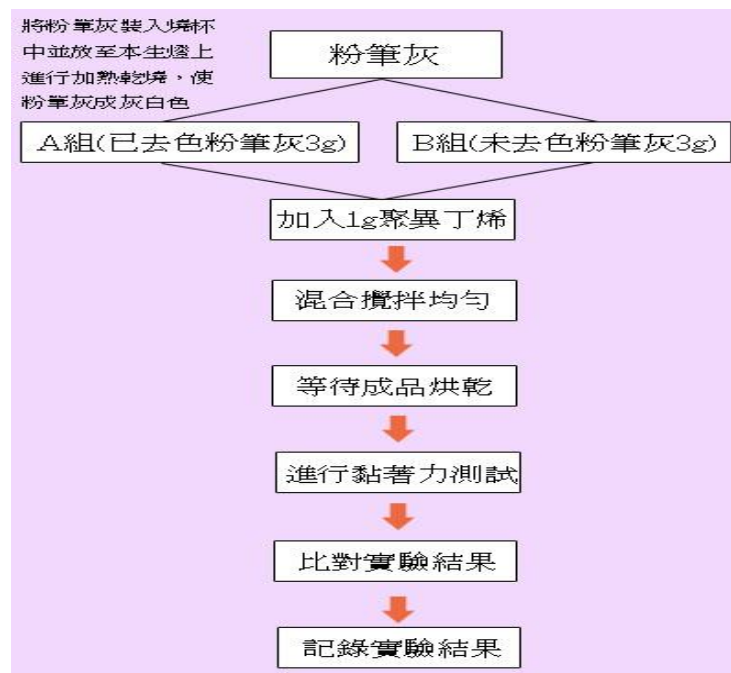 將粉筆灰裝入燒杯
中並放至本生燈上
進行加熱乾燒，使
粉筆灰成灰白色
粉筆灰
A組(已去色粉筆灰3g)
B組(未去色粉筆灰3g)
加入1g聚異丁烯
混合攪拌均勻
等待成品烘乾
進行黏著力測試
比對實驗結果
記錄實驗結果